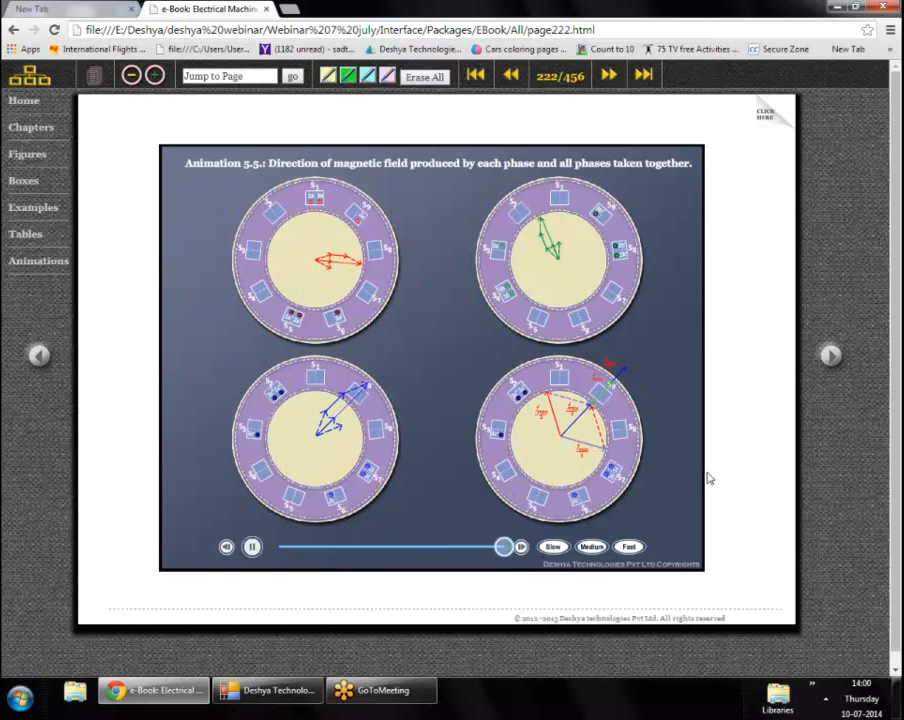 New Tab
e-Book: Electrical Machin
file:///E:/Deshya/deshya%20webinar/Webinar%207%20july/Interface/Packages/EBook/All/page222.html
Apps
International Flights ...
file:///C:/Users/User...
(1182 unread) - sadt...
Deshya Technologie...
Cars coloring pages ...
Count to 10
75 TV free Activities ...
Secure Zone
New Tab
Jump to Page
go
Erase All
222/456
Home
Chapters
Figures
Boxes
Examples
Tables
Animations
CLICK
HERE
Animation 5.5.: Direction of magnetic field produced by each phase and all phases taken together.
Slow
Medium
Fast
DESHYA TECHNOLOGIES PVT LTD COPYRIGHTS
© 2012 -2013 Deshya technologies Pvt Ltd. All rights reserved
e-Book: Electrical ...
Deshya Technolo...
GoToMeeting
Libraries
14:00
Thursday
10-07-2014